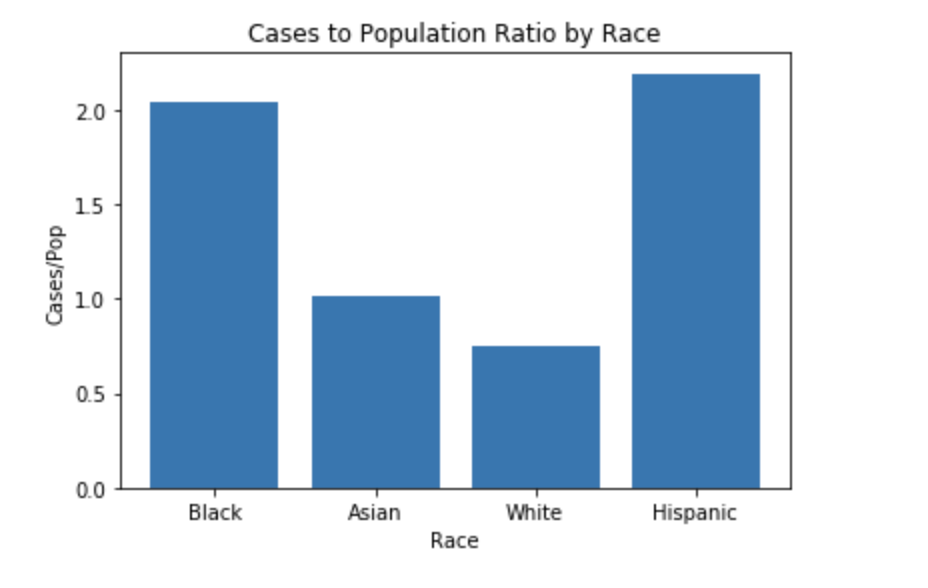 Cases to Population Ratio by Race
Cases/Pop
2.0
1.5
1.0
0.5
0.0
Black Asian White Hispanic
Race